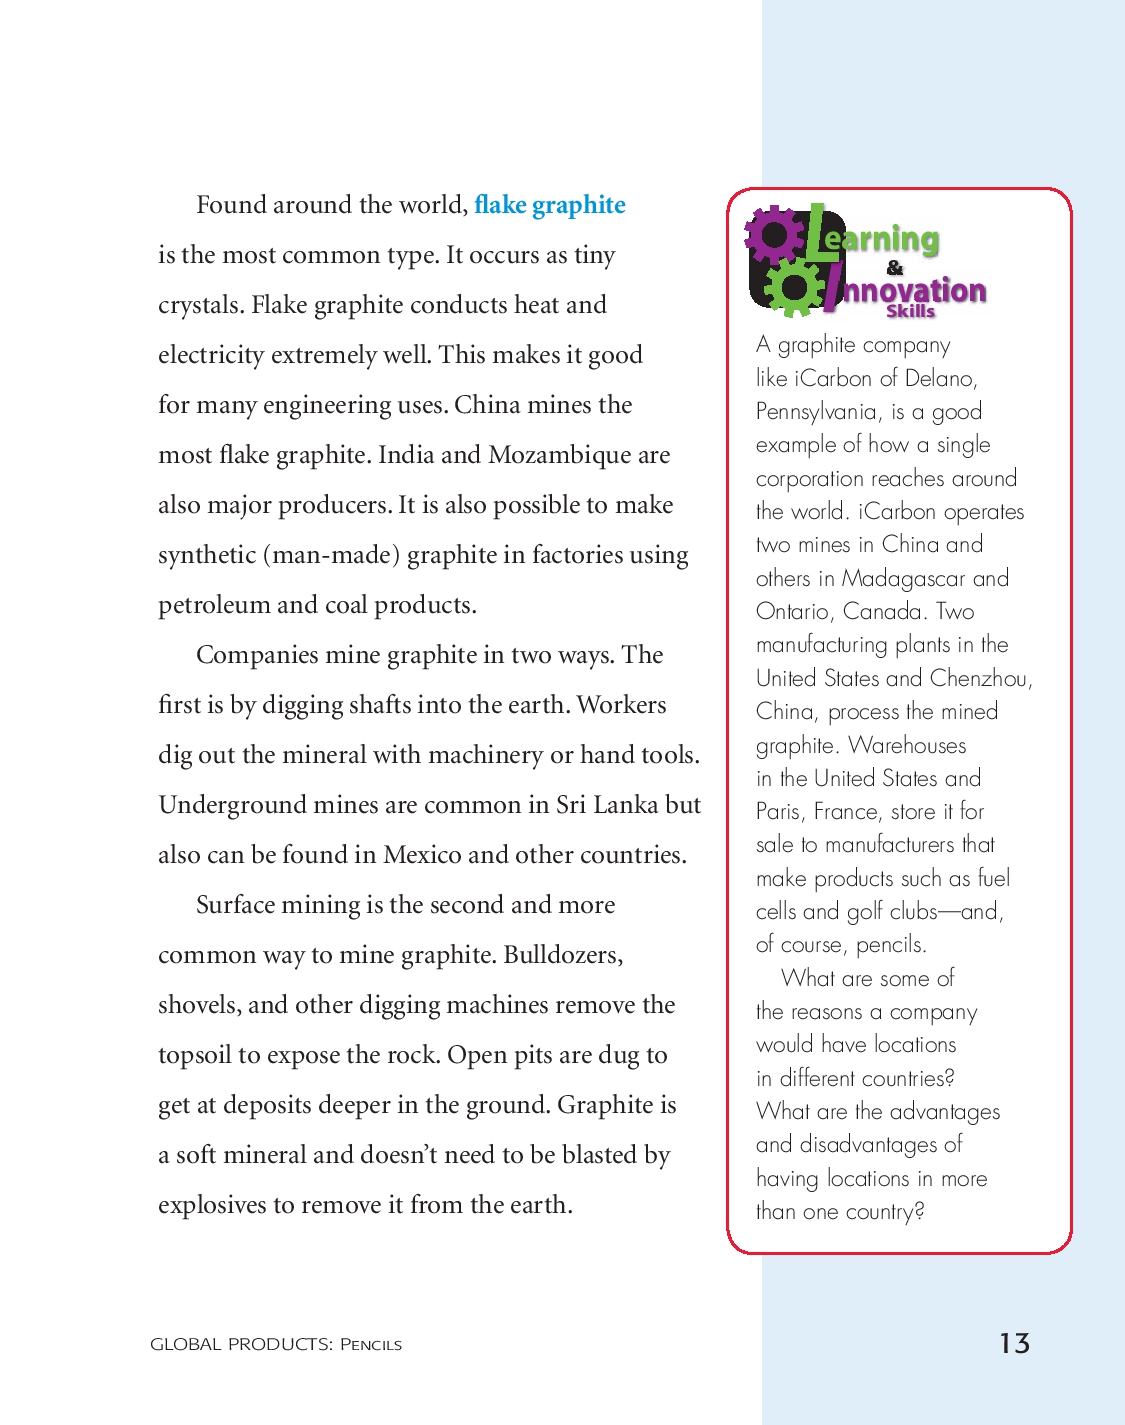 Found around the world, flake graphite
is the most common type. It occurs as tiny
crystals. Flake graphite conducts heat and
electricity extremely well. This makes it good
for many engineering uses. China mines the
most flake graphite. India and Mozambique are
also major producers. It is also possible to make
synthetic (man-made) graphite in factories using
petroleum and coal products.
Companies mine graphite in two ways. The
first is by digging shafts into the earth. Workers
dig out the mineral with machinery or hand tools.
Underground mines are common in Sri Lanka but
also can be found in Mexico and other countries.
Surface mining is the second and more
common way to mine graphite. Bulldozers,
shovels, and other digging machines remove the
topsoil to expose the rock. Open pits are dug to
get at deposits deeper in the ground. Graphite is
a soft mineral and doesn’t need to be blasted by
explosives to remove it from the earth.
Learning
&
Innovation
Skills
A graphite company
like iCarbon of Delano,
Pennsylvania, is a good
example of how a single
corporation reaches around
the world. iCarbon operates
two mines in China and
others in Madagascar and
Ontario, Canada. Two
manufacturing plants in the
United States and Chenzhou,
China, process the mined
graphite. Warehouses
in the United States and
Paris, France, store it for
sale to manufacturers that
make products such as fuel
cells and golf clubs—and,
of course, pencils.
What are some of
the reasons a company
would have locations
in different countries?
What are the advantages
and disadvantages of
having locations in more
than one country?
GLOBAL PRODUCTS: PENCILS
13